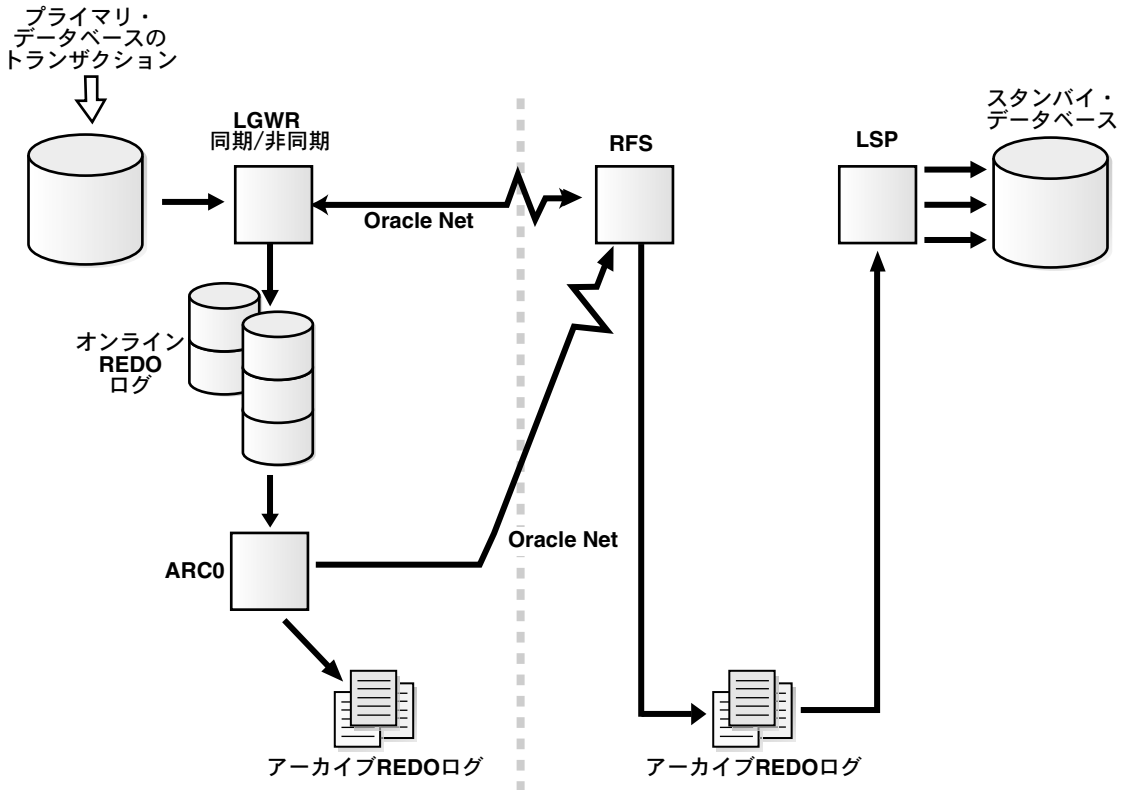 プライマリ・
データベースの
トランザクション
LGWR
同期/非同期
RFS
LSP
スタンバイ・
データベース
Oracle Net
オンライン
REDO
ログ
Oracle Net
ARC0
アーカイブREDOログ
アーカイブREDOログ